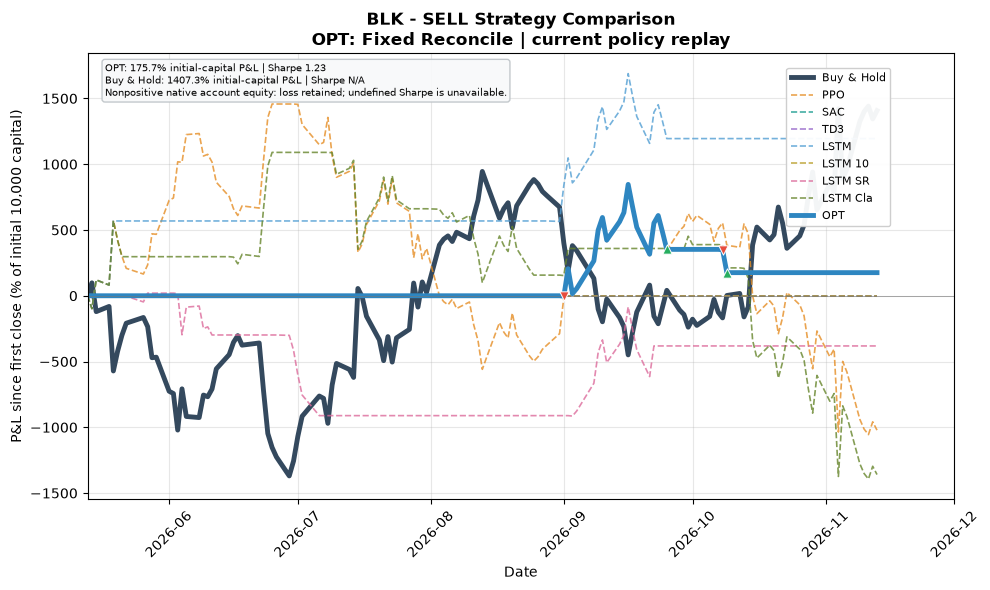 BLK - SELL Strategy Comparison
OPT: Fixed Reconcile | current policy replay
OPT: 175.7% initial-capital P&L | Sharpe 1.23
Buy & Hold: 1407.3% initial-capital P&L | Sharpe N/A
Nonpositive native account equity: loss retained; undefined Sharpe is unavailable.
Buy & Hold
PPO
SAC
TD3
LSTM
LSTM 10
LSTM SR
LSTM Cla
OPT
P&L since first close (% of initial 10,000 capital)
1500
1000
500
0
−500
−1000
−1500
2026-06
2026-07
2026-08
2026-09
2026-10
2026-11
2026-12
Date